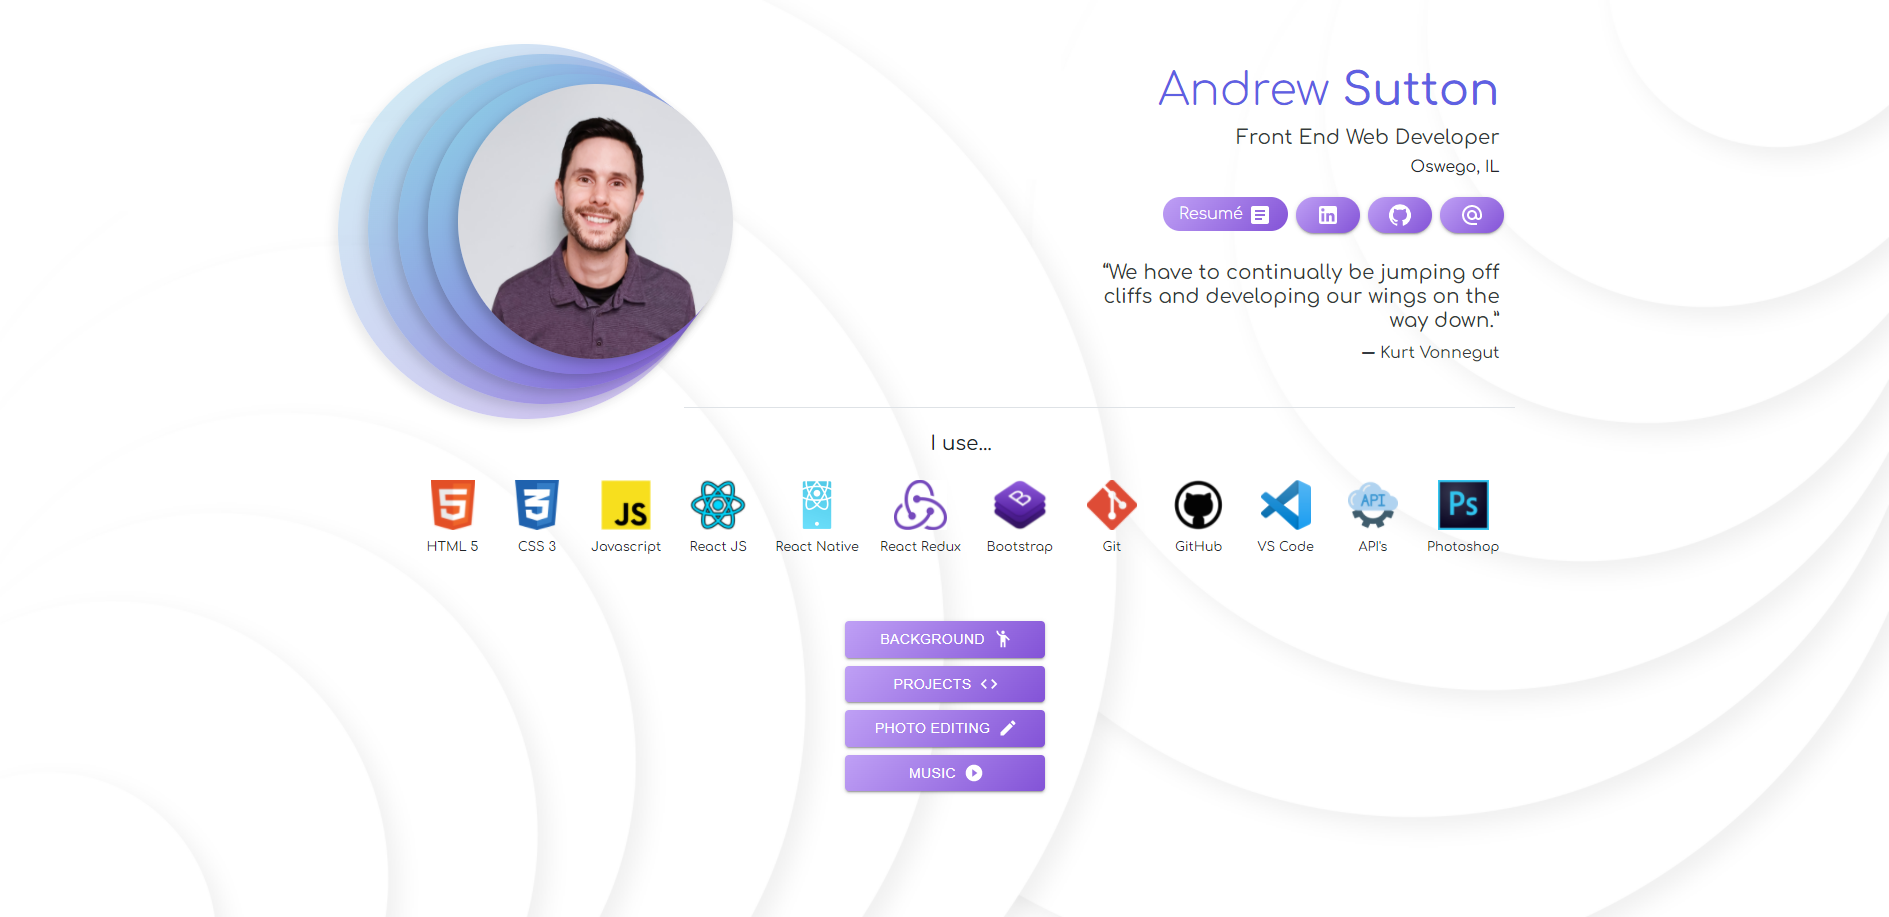 Andrew Sutton
Front End Web Developer
Oswego, IL
Resumé
“We have to continually be jumping off
cliffs and developing our wings on the
way down.”
— Kurt Vonnegut
I use...
5 3 JS B API Ps
HTML 5 CSS 3 Javascript React JS React Native React Redux Bootstrap Git GitHub VS Code API's Photoshop
BACKGROUND
PROJECTS
PHOTO EDITING
MUSIC